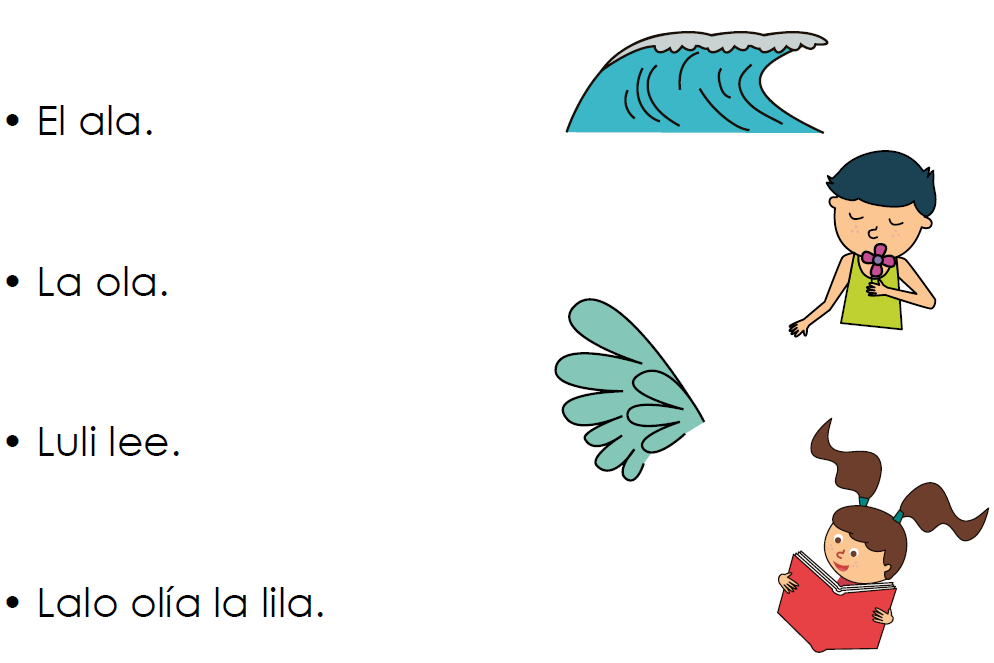 • El ala.
• La ola.
• Luli lee.
• Lalo olía la lila.